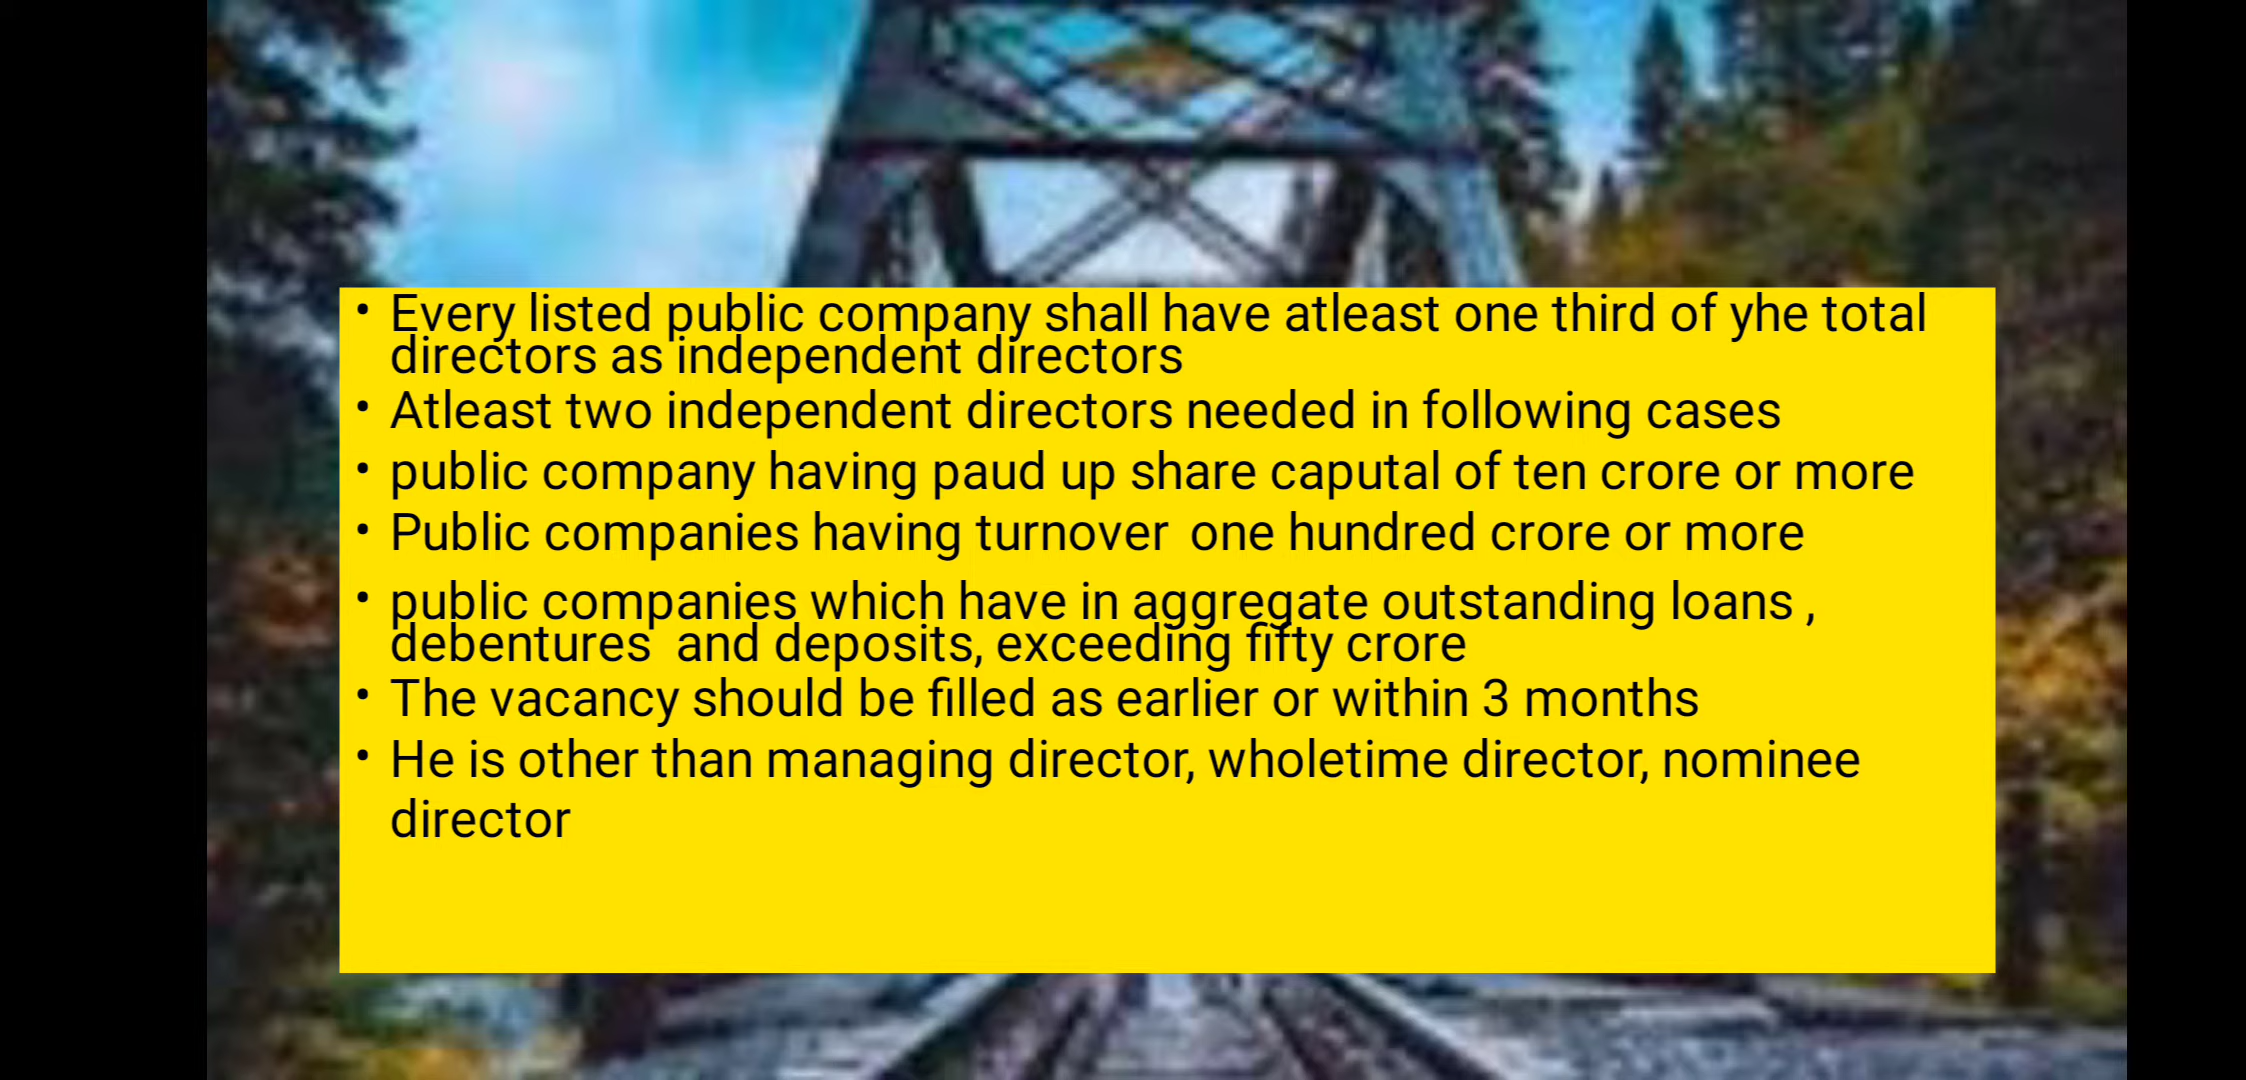 • Every listed public company shall have atleast one third of yhe total
directors as independent directors
• Atleast two independent directors needed in following cases
• public company having paud up share caputal of ten crore or more
• Public companies having turnover one hundred crore or more
• public companies which have in aggregate outstanding loans ,
debentures and deposits, exceeding fifty crore
• The vacancy should be filled as earlier or within 3 months
• He is other than managing director, wholetime director, nominee
director